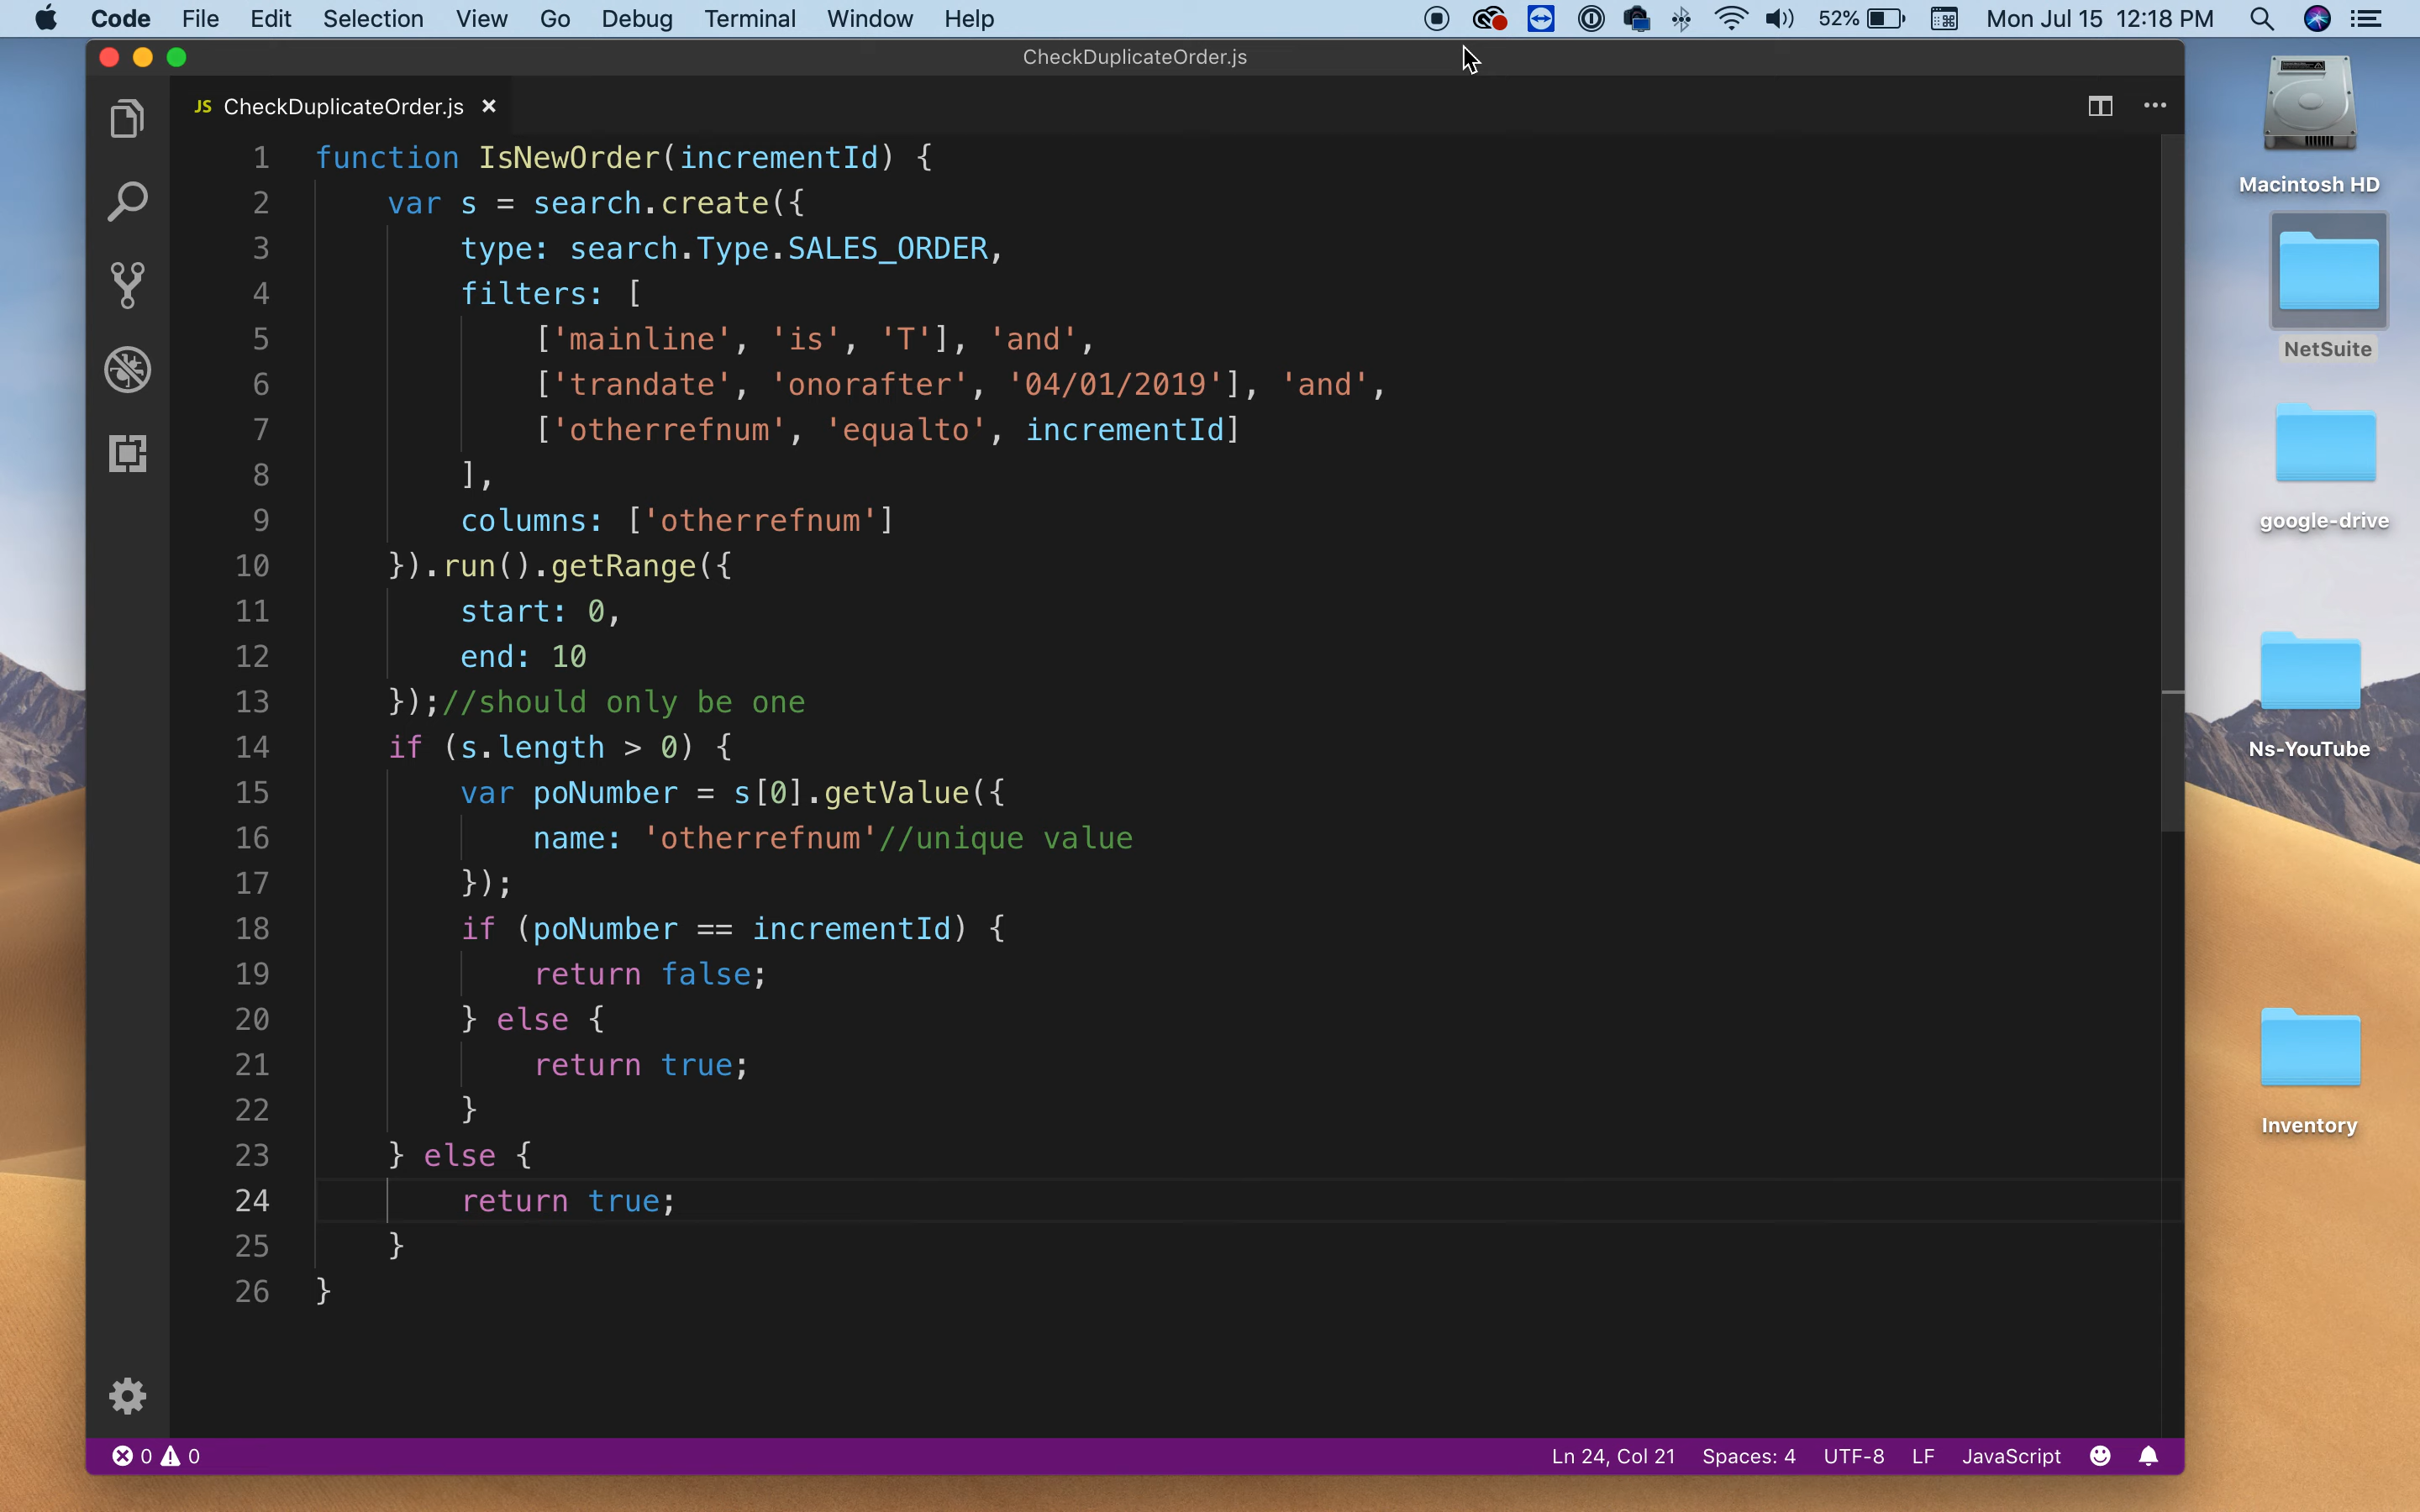 Code File Edit Selection View Go Debug Terminal Window Help 52% Mon Jul 15 12:18 PM
CheckDuplicateOrder.js
JS CheckDuplicateOrder.js
1 function IsNewOrder(incrementId) {
2     var s = search.create({
3         type: search.Type.SALES_ORDER,
4         filters: [
5             ['mainline', 'is', 'T'], 'and',
6             ['trandate', 'onorafter', '04/01/2019'], 'and',
7             ['otherrefnum', 'equalto', incrementId]
8         ],
9         columns: ['otherrefnum']
10     }).run().getRange({
11         start: 0,
12         end: 10
13     });//should only be one
14     if (s.length > 0) {
15         var poNumber = s[0].getValue({
16             name: 'otherrefnum'//unique value
17         });
18         if (poNumber == incrementId) {
19             return false;
20         } else {
21             return true;
22         }
23     } else {
24         return true;
25     }
26 }
0 0 Ln 24, Col 21 Spaces: 4 UTF-8 LF JavaScript
Macintosh HD
NetSuite
google-drive
Ns-YouTube
Inventory